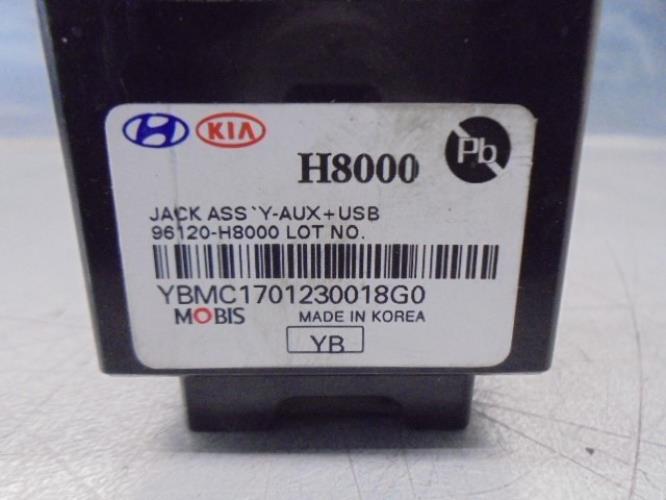 KIA
H8000
Pb
JACK ASS`Y-AUX+USB
96120-H8000 LOT NO.
YBMC1701230018G0
MOBIS MADE IN KOREA
YB